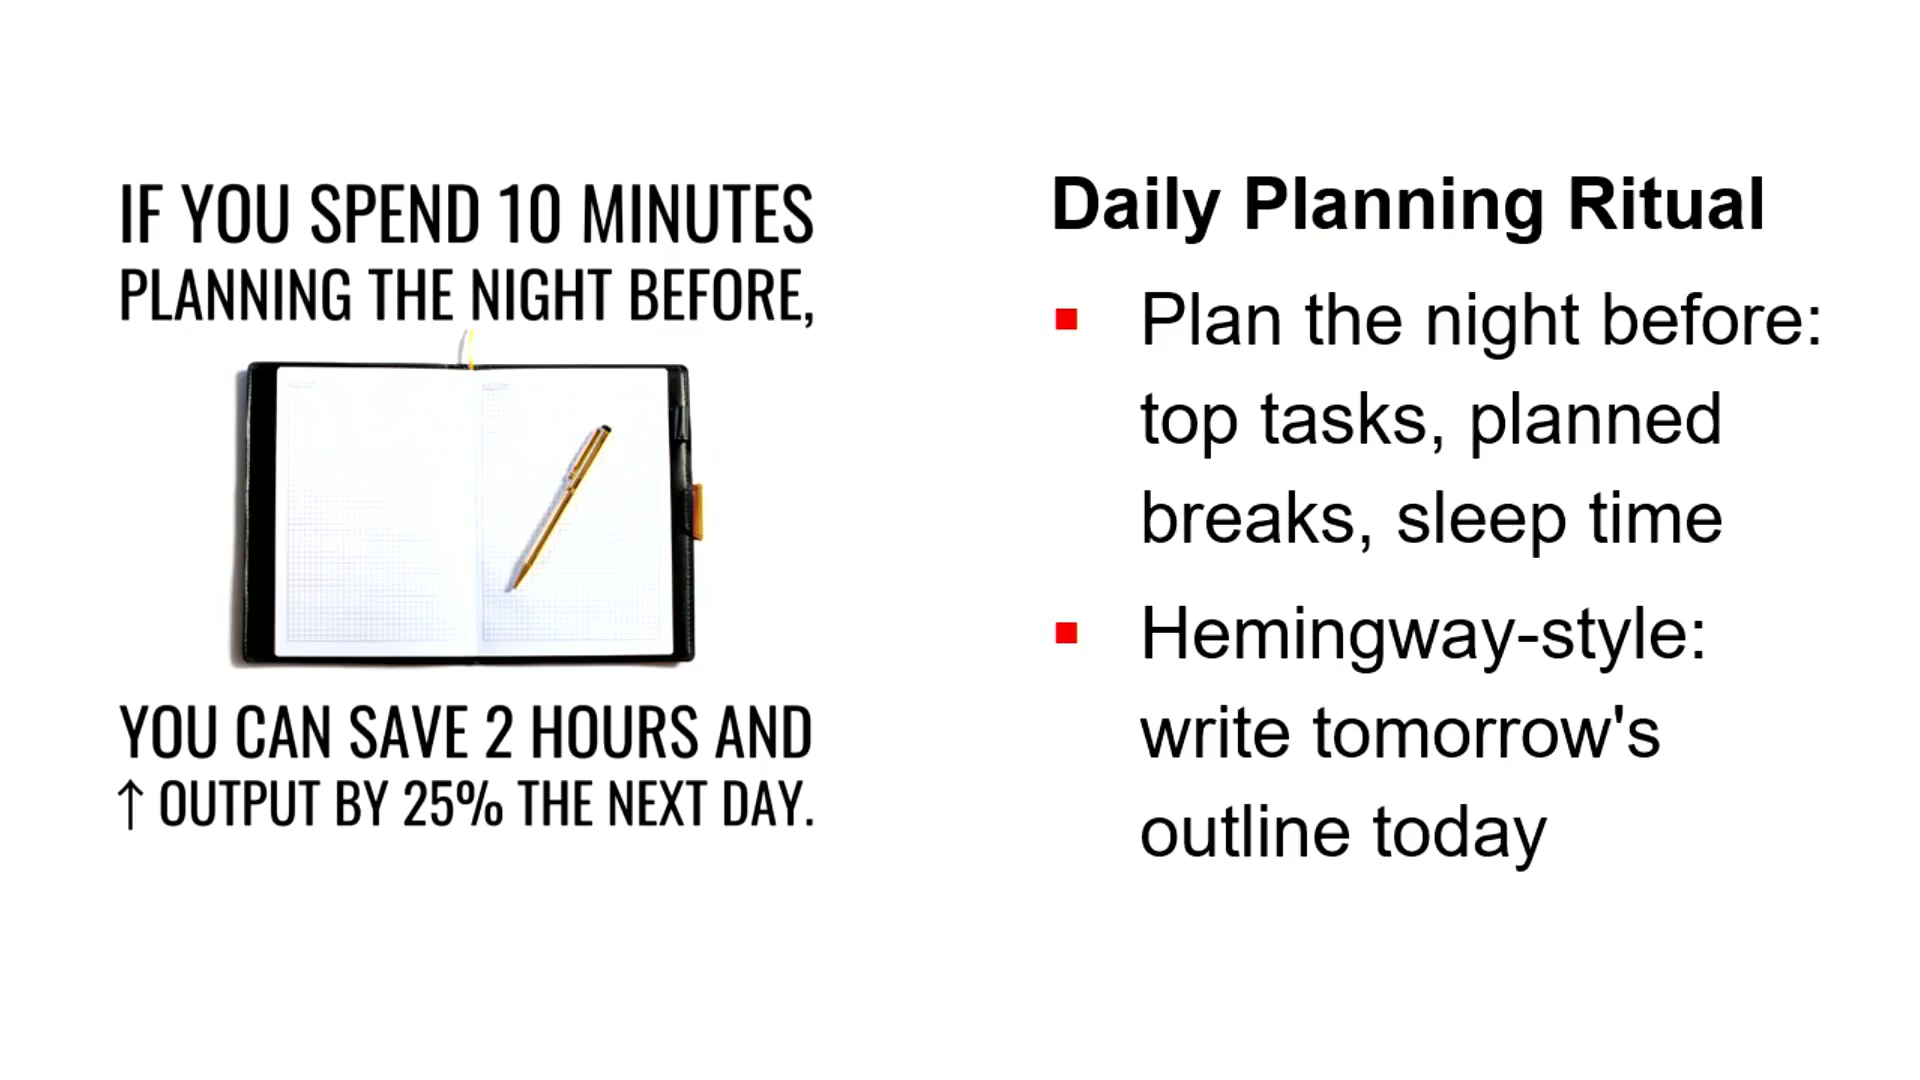 IF YOU SPEND 10 MINUTES
PLANNING THE NIGHT BEFORE,
YOU CAN SAVE 2 HOURS AND
↑ OUTPUT BY 25% THE NEXT DAY.
Daily Planning Ritual
▪ Plan the night before:
top tasks, planned
breaks, sleep time
▪ Hemingway-style:
write tomorrow's
outline today